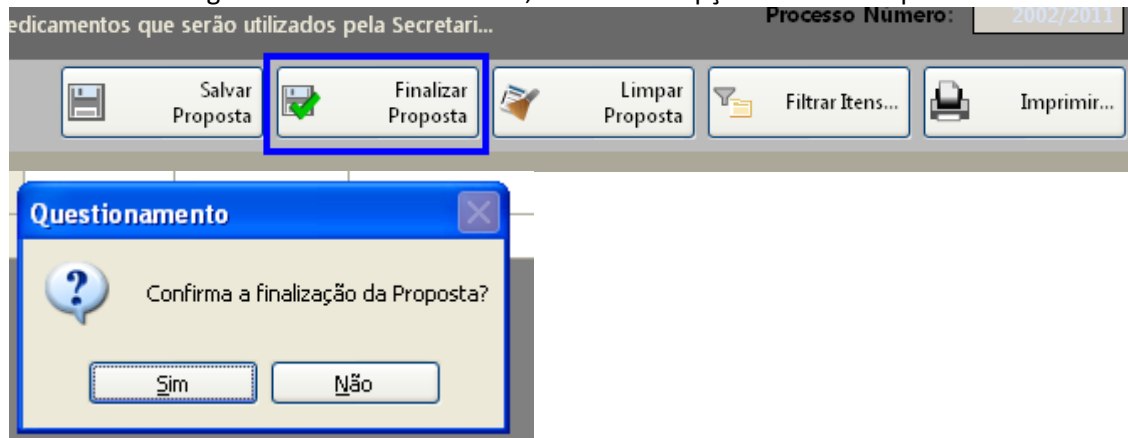 edicamentos que serão utilizados pela Secretari...
Processo Número: 2002/2011
Salvar
Proposta
Finalizar
Proposta
Limpar
Proposta
Filtrar Itens...
Imprimir...
Questionamento
Confirma a finalização da Proposta?
Sim
Não